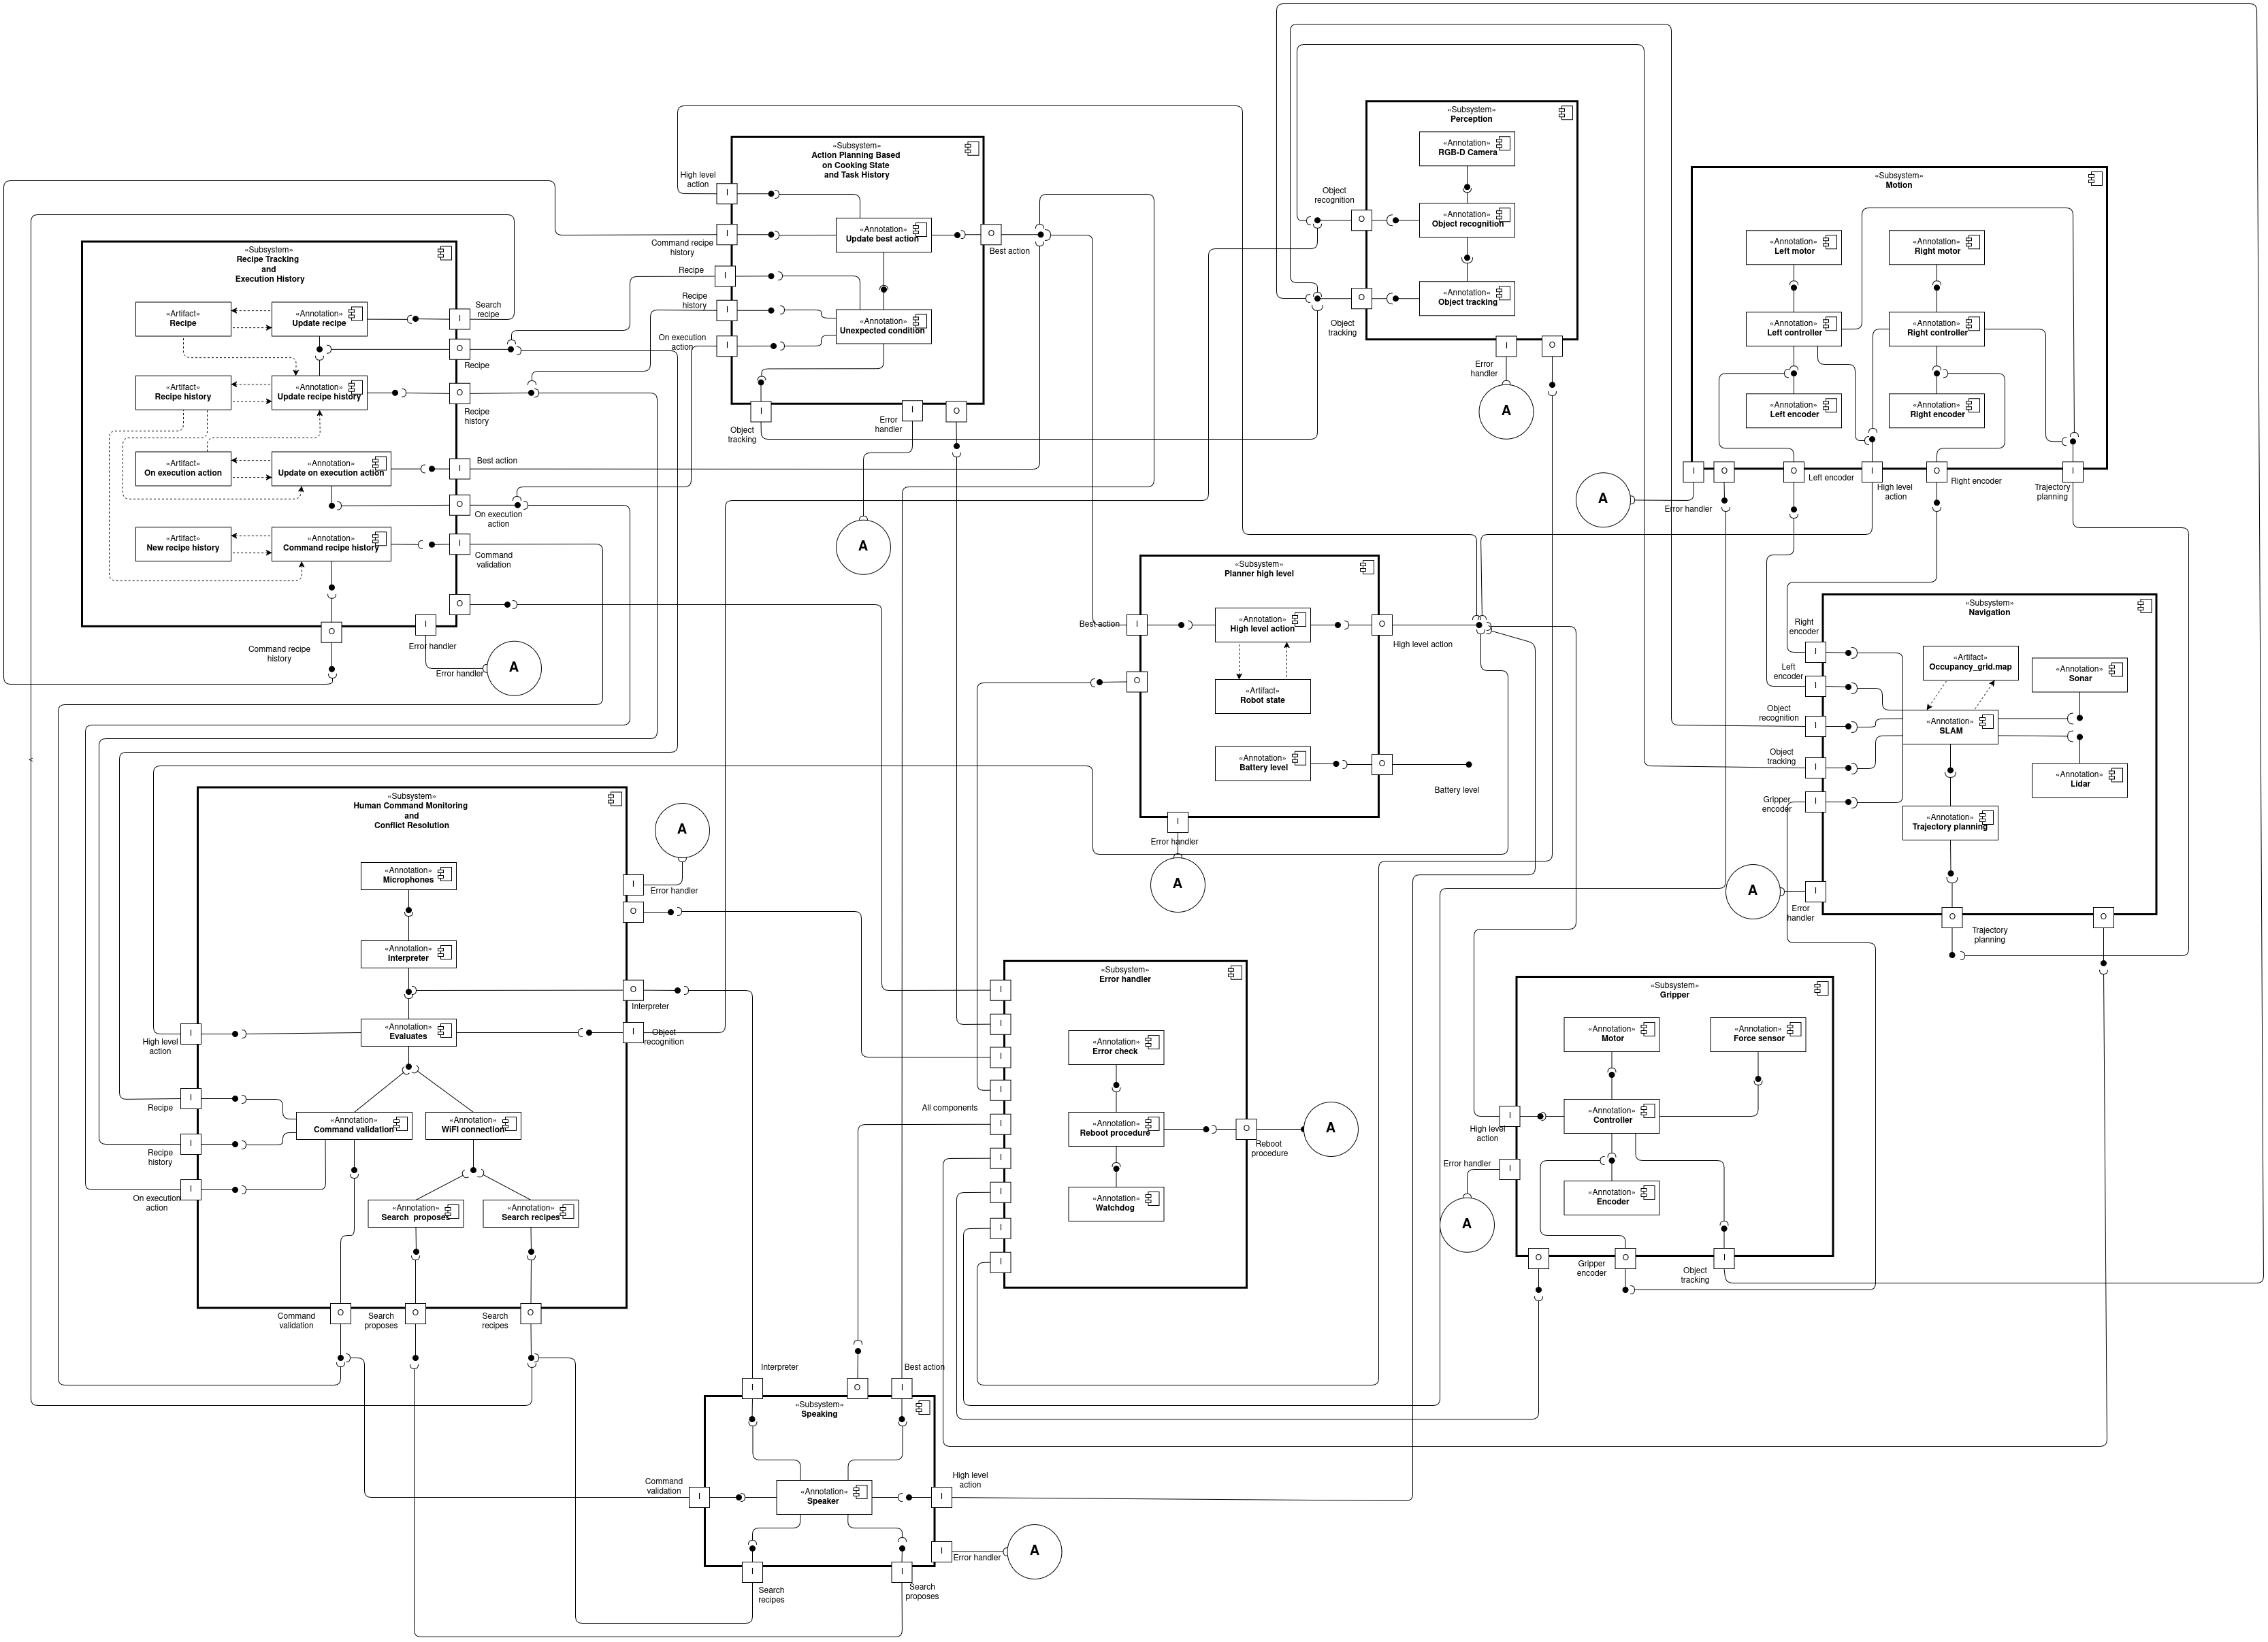 «Subsystem»
Recipe Tracking
and
Execution History
«Artifact»
Recipe
«Annotation»
Update recipe
«Artifact»
Recipe history
«Annotation»
Update recipe history
«Artifact»
On execution action
«Annotation»
Update on execution action
«Artifact»
New recipe history
«Annotation»
Command recipe history
I
Search
recipe
O
Recipe
O
Recipe
history
I
Best action
O
On execution
action
I
Command
validation
O
O
Command recipe
history
I
Error handler
Error handler
A
<
«Subsystem»
Action Planning Based
on Cooking State
and Task History
High level
action
I
Command recipe
history
I
Recipe
I
Recipe
history
I
On execution
action
I
«Annotation»
Update best action
«Annotation»
Unexpected condition
O
Best action
I
Object
tracking
I
Error
handler
O
A
«Subsystem»
Perception
«Annotation»
RGB-D Camera
«Annotation»
Object recognition
«Annotation»
Object tracking
Object
recognition
O
O
Object
tracking
I
O
Error
handler
A
«Subsystem»
Motion
«Annotation»
Left motor
«Annotation»
Right motor
«Annotation»
Left controller
«Annotation»
Right controller
«Annotation»
Left encoder
«Annotation»
Right encoder
I
O
O
I
O
I
Left encoder
High level
action
Right encoder
Trajectory
planning
Error handler
A
«Subsystem»
Planner high level
«Annotation»
High level action
«Artifact»
Robot state
«Annotation»
Battery level
Best action
I
O
O
High level action
O
Battery level
I
Error handler
A
«Subsystem»
Navigation
Right
encoder
I
Left
encoder
I
Object
recognition
I
Object
tracking
I
Gripper
encoder
I
«Artifact»
Occupancy_grid.map
«Annotation»
Sonar
«Annotation»
SLAM
«Annotation»
Lidar
«Annotation»
Trajectory planning
A
I
Error
handler
O
Trajectory
planning
O
«Subsystem»
Human Command Monitoring
and
Conflict Resolution
«Annotation»
Microphones
«Annotation»
Interpreter
«Annotation»
Evaluates
«Annotation»
Command validation
«Annotation»
WiFI connection
«Annotation»
Search  proposes
«Annotation»
Search recipes
I
High level
action
I
Recipe
I
Recipe
history
I
On execution
action
A
I
Error handler
O
O
Interpreter
I
Object
recognition
O
Command
validation
O
Search
proposes
O
Search
recipes
«Subsystem»
Error handler
I
I
I
I
All components
I
I
I
I
I
«Annotation»
Error check
«Annotation»
Reboot procedure
«Annotation»
Watchdog
O
Reboot
procedure
A
«Subsystem»
Gripper
«Annotation»
Motor
«Annotation»
Force sensor
«Annotation»
Controller
«Annotation»
Encoder
I
High level
action
I
Error handler
A
O
O
Gripper
encoder
I
Object
tracking
Interpreter
Best action
I
O
I
«Subsystem»
Speaking
«Annotation»
Speaker
Command
validation
I
High level
action
I
I
Error handler
A
I
Search
recipes
I
Search
proposes